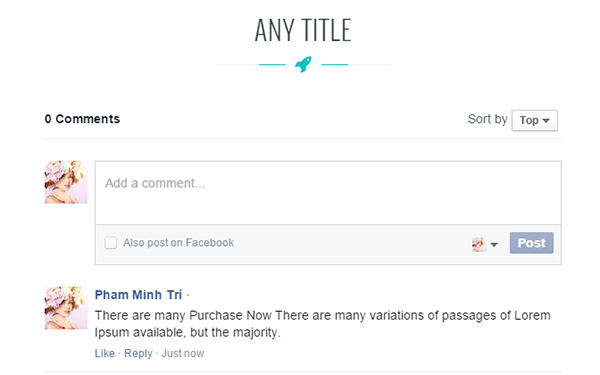 ANY TITLE
0 Comments
Sort by Top
Add a comment...
Also post on Facebook
Post
Pham Minh Trí ·
There are many Purchase Now There are many variations of passages of Lorem
Ipsum available, but the majority.
Like · Reply · Just now